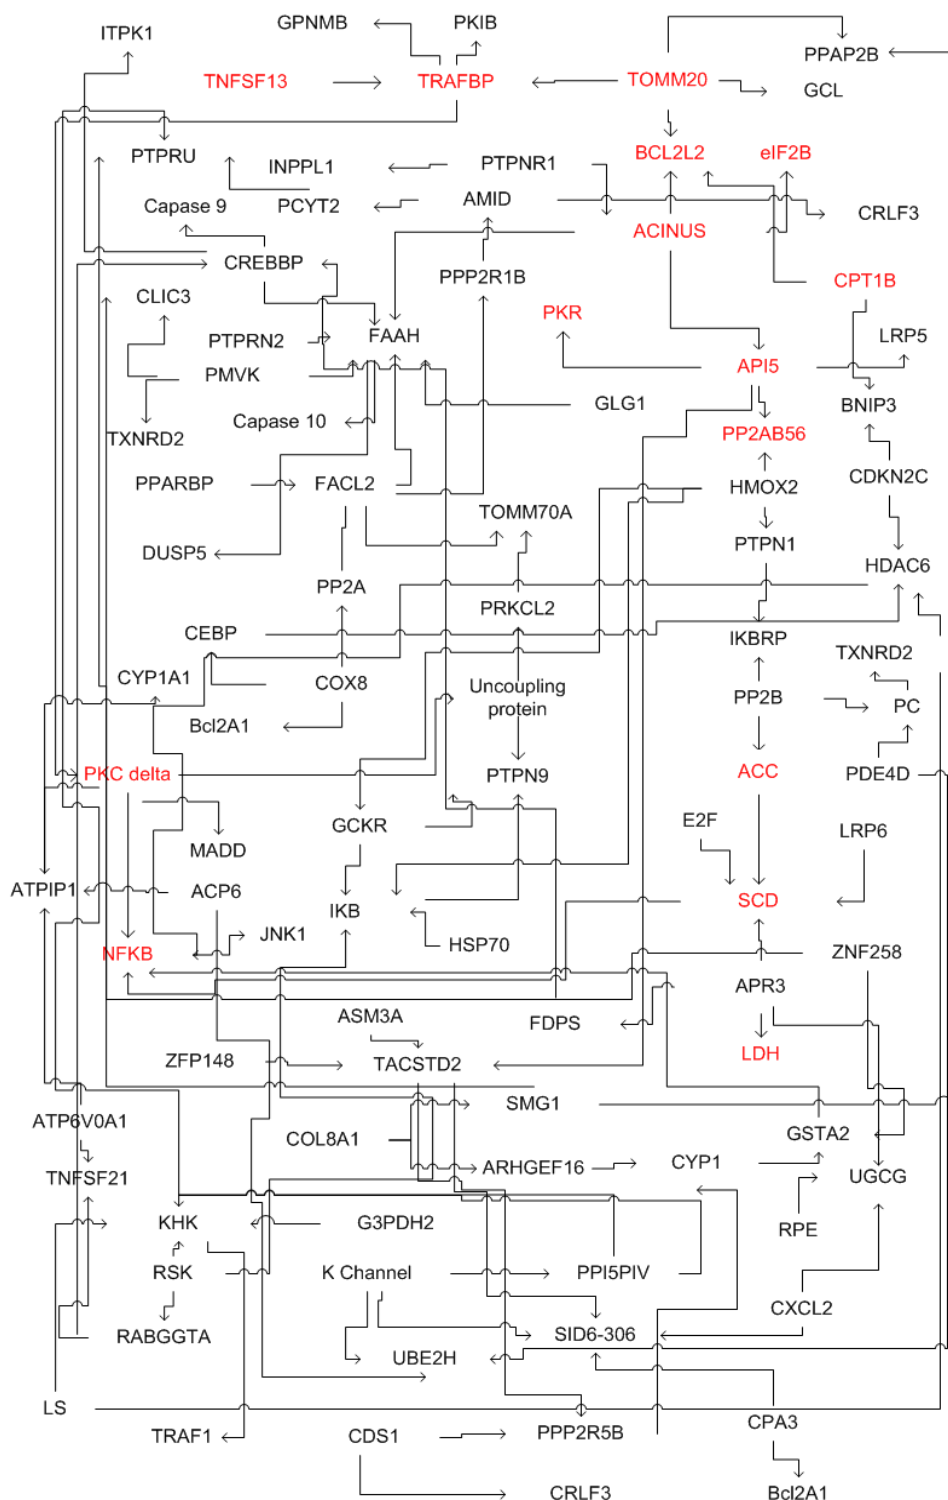 GPNMB
PKIB
ITPK1
PPAP2B
TNFSF13
TRAFBP
TOMM20
GCL
PTPRU
INPPL1
PTPNR1
BCL2L2
eIF2B
Capase 9
PCYT2
AMID
CRLF3
ACINUS
CREBBP
PPP2R1B
CPT1B
CLIC3
PKR
PTPRN2
FAAH
LRP5
PMVK
API5
GLG1
BNIP3
Capase 10
TXNRD2
PP2AB56
PPARBP
FACL2
HMOX2
CDKN2C
TOMM70A
DUSP5
PTPN1
HDAC6
PP2A
PRKCL2
CEBP
IKBRP
TXNRD2
CYP1A1
COX8
Uncoupling
protein
PP2B
PC
Bcl2A1
PKC delta
PTPN9
ACC
PDE4D
GCKR
E2F
LRP6
MADD
ATPIP1
ACP6
IKB
SCD
JNK1
HSP70
NFKB
ZNF258
APR3
ASM3A
FDPS
ZFP148
TACSTD2
LDH
ATP6V0A1
SMG1
COL8A1
GSTA2
TNFSF21
ARHGEF16
CYP1
UGCG
KHK
G3PDH2
RPE
RSK
K Channel
PPI5PIV
CXCL2
RABGGTA
SID6-306
UBE2H
LS
CPA3
TRAF1
CDS1
PPP2R5B
CRLF3
Bcl2A1